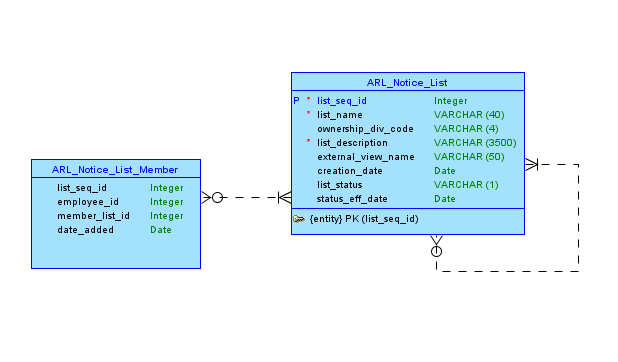 ARL_Notice_List
P * list_seq_id Integer
* list_name VARCHAR (40)
ownership_div_code VARCHAR (4)
* list_description VARCHAR (3500)
external_view_name VARCHAR (50)
creation_date Date
list_status VARCHAR (1)
status_eff_date Date
{entity} PK (list_seq_id)
ARL_Notice_List_Member
list_seq_id Integer
employee_id Integer
member_list_id Integer
date_added Date